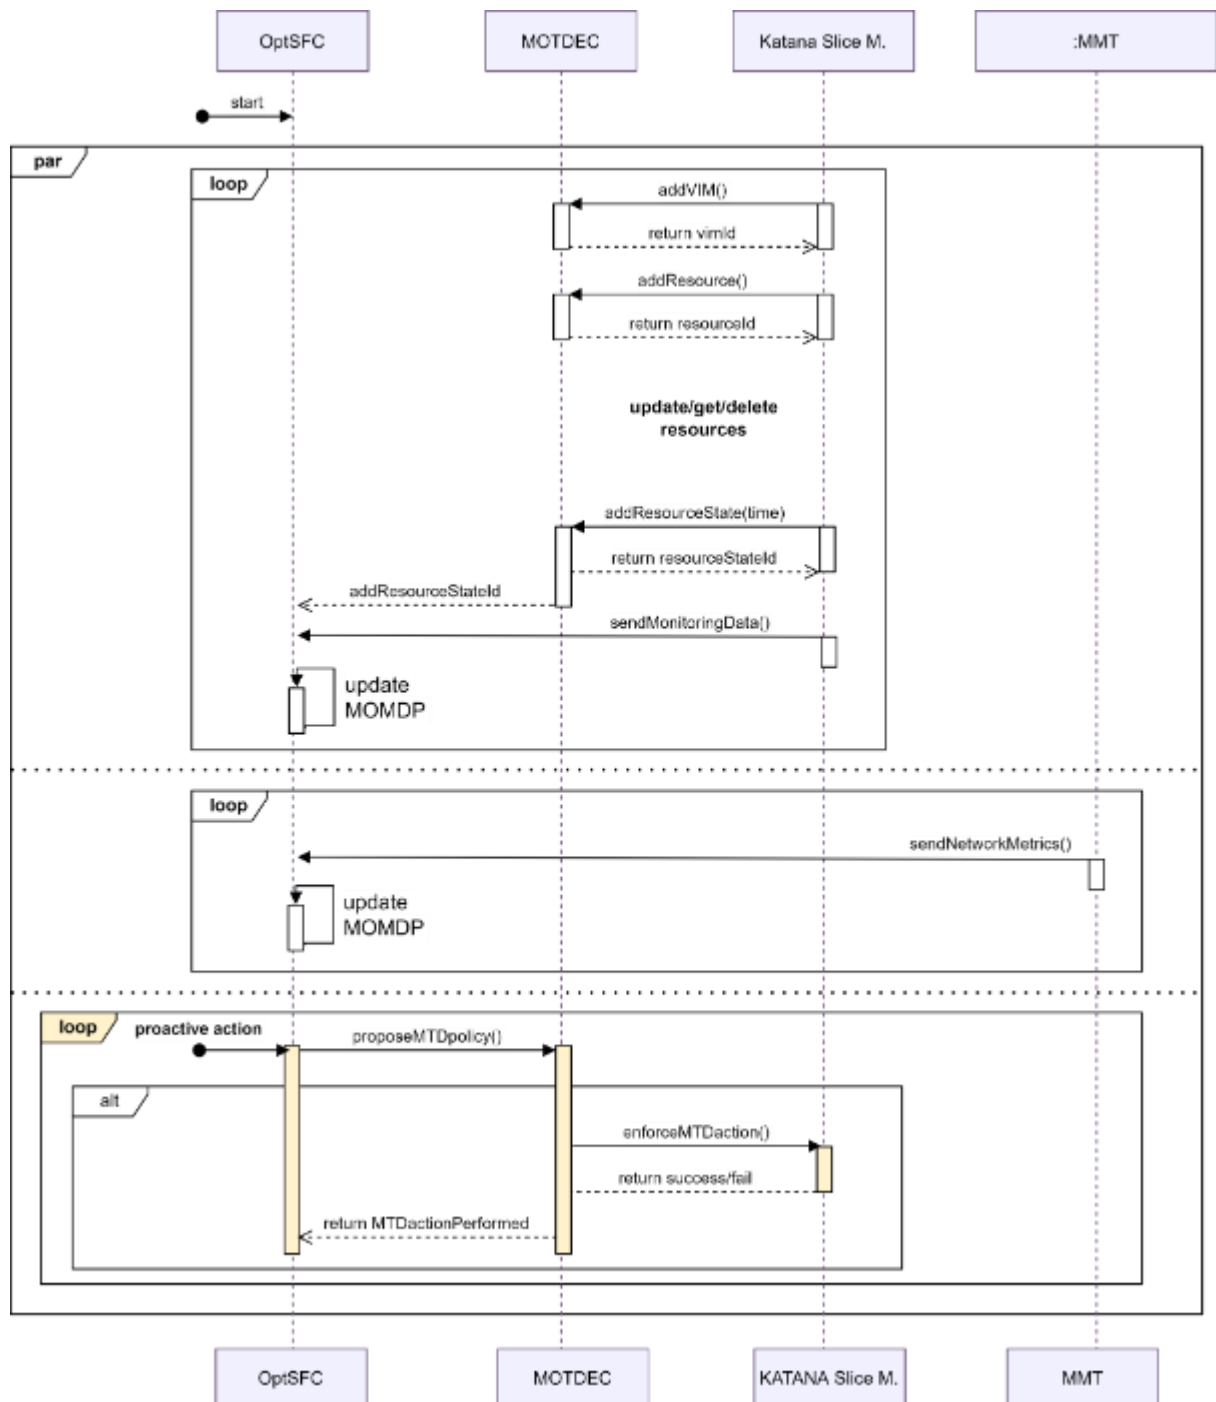 OptSFC
MOTDEC
Katana Slice M.
:MMT
start
par
loop
addVIM()
return vimId
addResource()
return resourceId
update/get/delete
resources
addResourceState(time)
return resourceStateId
addResourceStateId
sendMonitoringData()
update
MOMDP
loop
sendNetworkMetrics()
update
MOMDP
loop
proactive action
proposeMTDpolicy()
alt
enforceMTDaction()
return success/fail
return MTDactionPerformed
OptSFC
MOTDEC
KATANA Slice M.
MMT